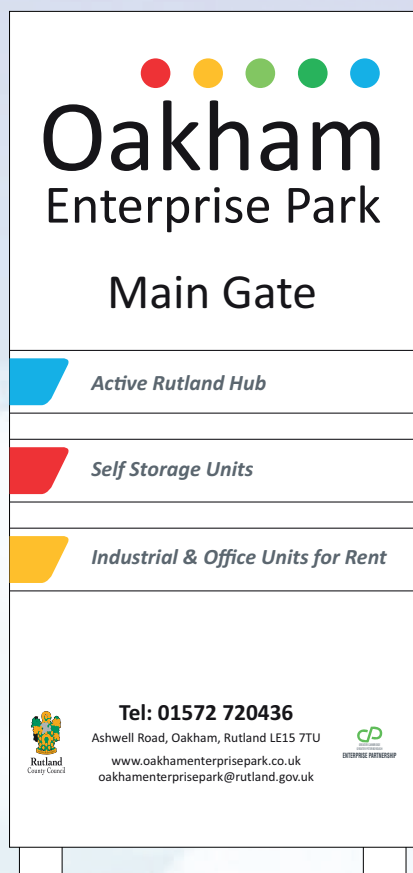 Oakham
Enterprise Park
Main Gate
Active Rutland Hub
Self Storage Units
Industrial & Office Units for Rent
Tel: 01572 720436
Ashwell Road, Oakham, Rutland LE15 7TU
www.oakhamenterprisepark.co.uk
oakhamenterprisepark@rutland.gov.uk
Rutland
County Council
ENTERPRISE PARTNERSHIP